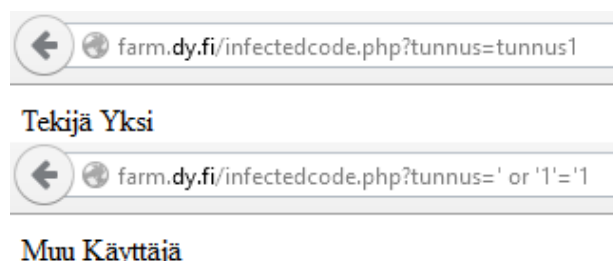 farm.dy.fi/infectedcode.php?tunnus=tunnus1
Tekijä Yksi
farm.dy.fi/infectedcode.php?tunnus=' or '1'='1
Muu Käyttäjä